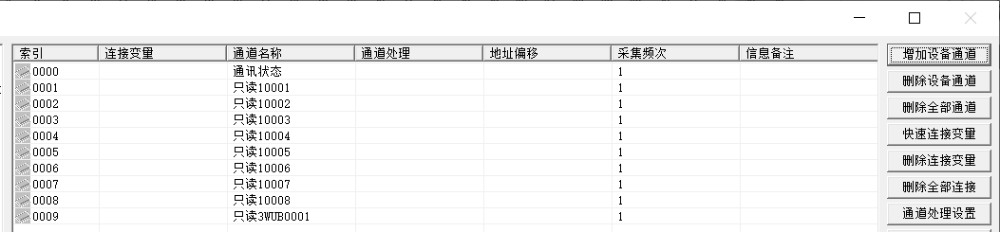 索引 连接变量 通道名称 通道处理 地址偏移 采集频次 信息备注 增加设备通道
0000 通讯状态 1
0001 只读10001 1 删除设备通道
0002 只读10002 1 删除全部通道
0003 只读10003 1
0004 只读10004 1 快速连接变量
0005 只读10005 1 删除连接变量
0006 只读10006 1
0007 只读10007 1 删除全部连接
0008 只读10008 1
0009 只读3WUB0001 1 通道处理设置